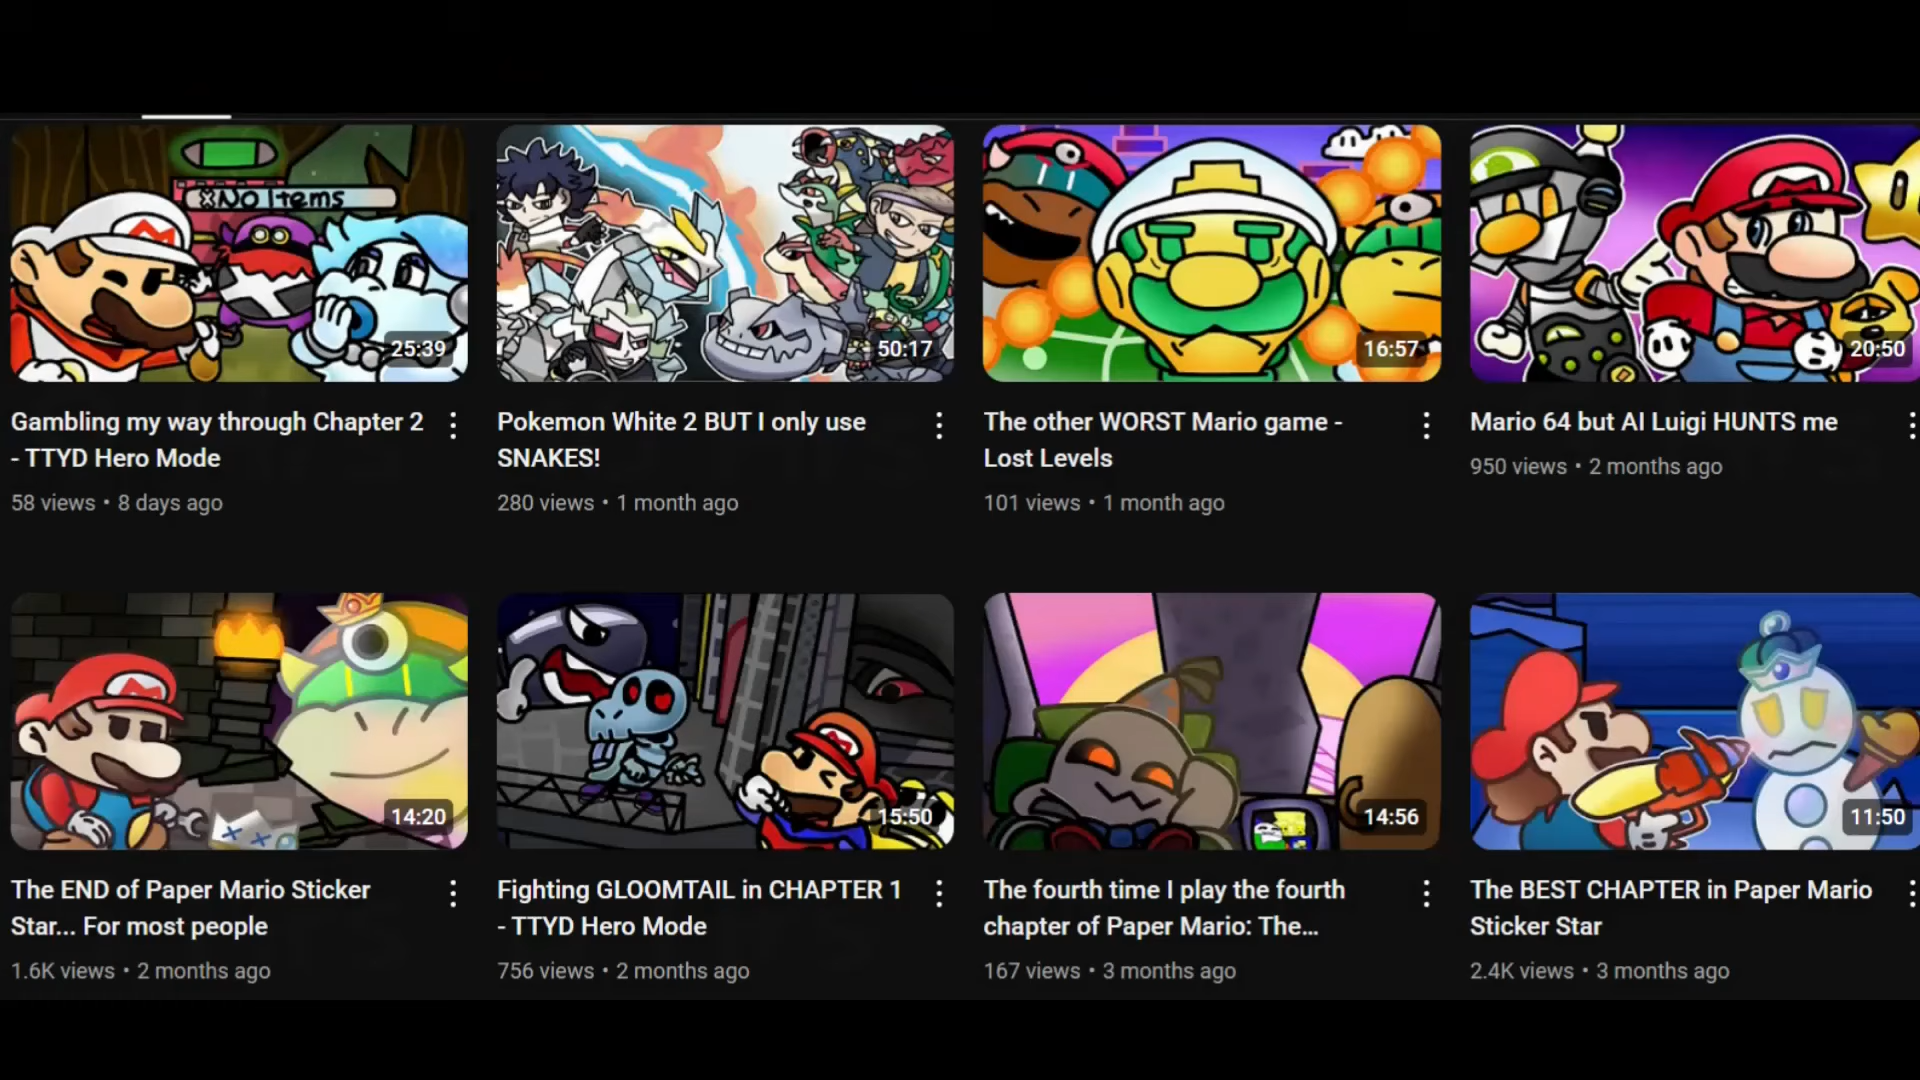 ×No Items
25:39
50:17
16:57
20:50
Gambling my way through Chapter 2
- TTYD Hero Mode
58 views • 8 days ago
Pokemon White 2 BUT I only use
SNAKES!
280 views • 1 month ago
The other WORST Mario game -
Lost Levels
101 views • 1 month ago
Mario 64 but AI Luigi HUNTS me
950 views • 2 months ago
14:20
15:50
14:56
11:50
The END of Paper Mario Sticker
Star... For most people
1.6K views • 2 months ago
Fighting GLOOMTAIL in CHAPTER 1
- TTYD Hero Mode
756 views • 2 months ago
The fourth time I play the fourth
chapter of Paper Mario: The...
167 views • 3 months ago
The BEST CHAPTER in Paper Mario
Sticker Star
2.4K views • 3 months ago